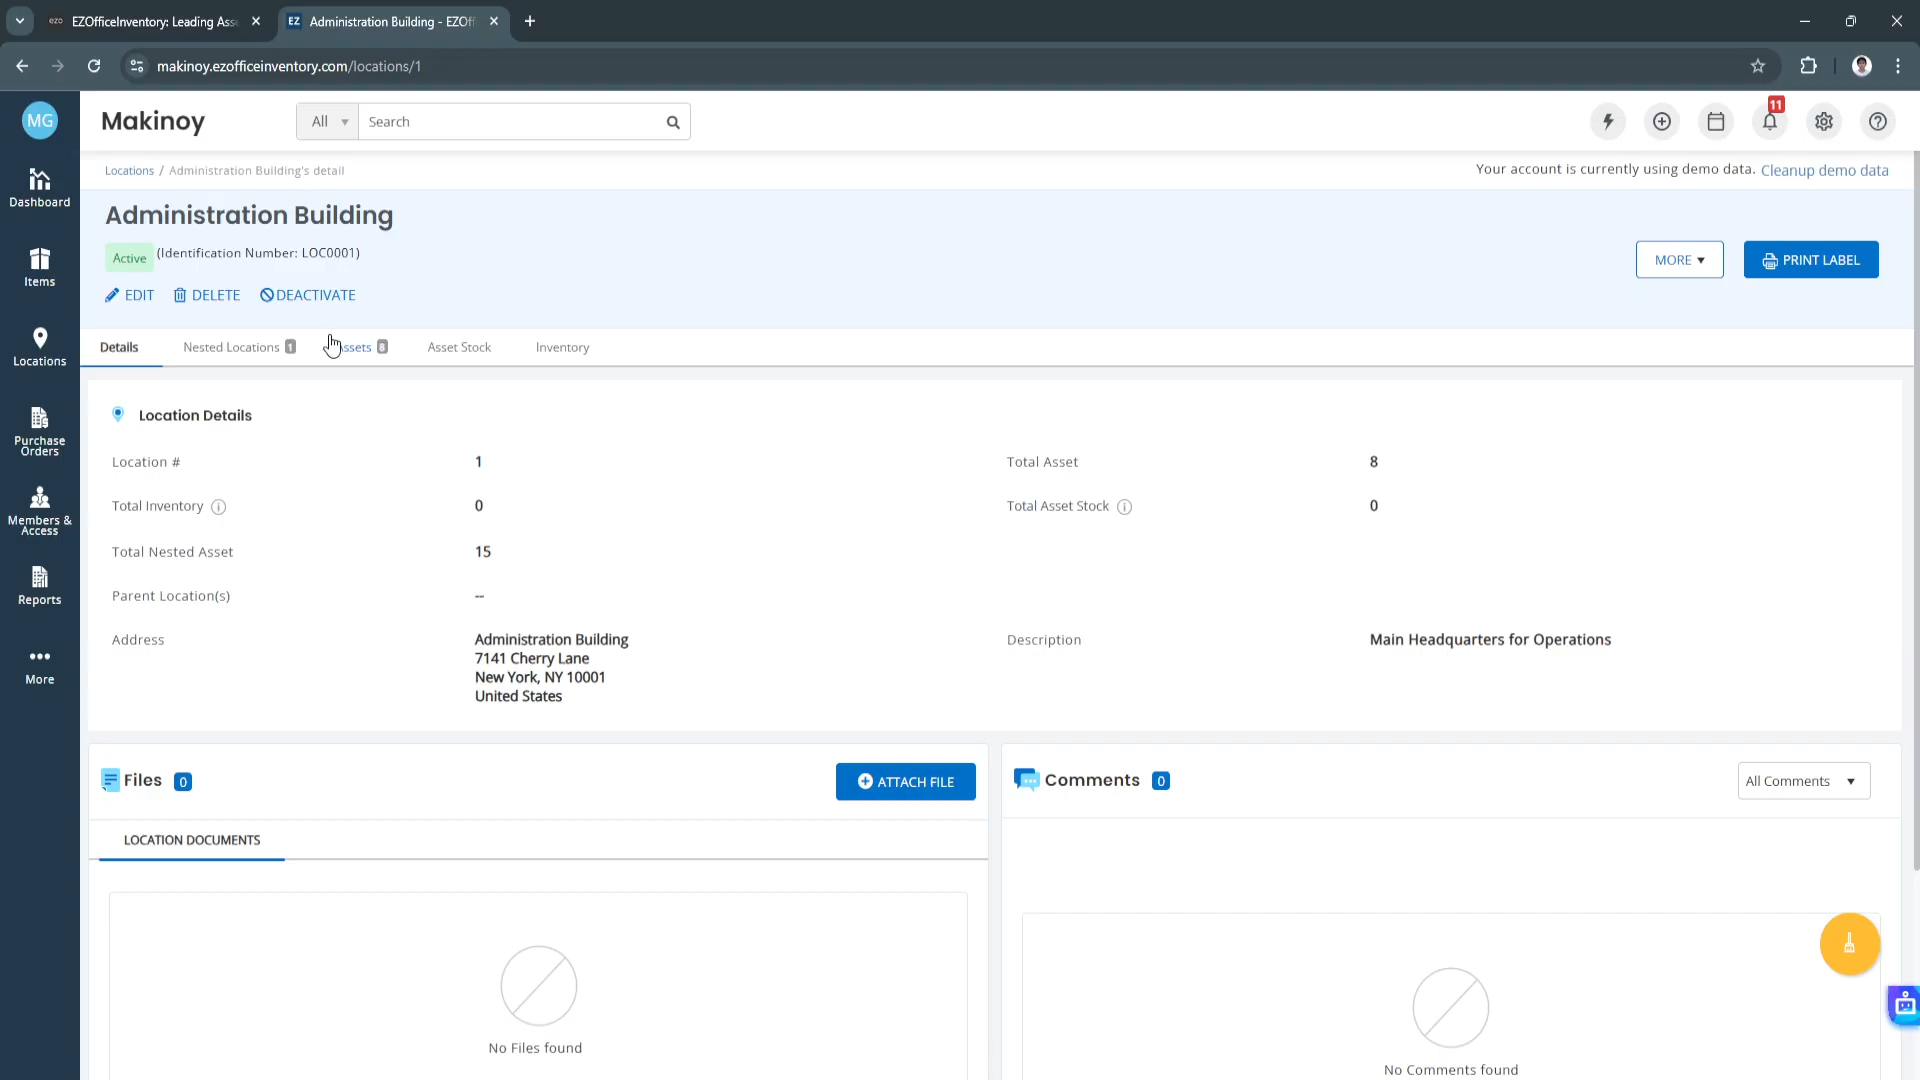 ezo EZOfficeInventory: Leading Ass
EZ Administration Building - EZOf
makinoy.ezofficeinventory.com/locations/1
MG
Makinoy
All
Search
11
Dashboard
Items
Locations
Purchase
Orders
Members &
Access
Reports
More
Locations / Administration Building's detail
Your account is currently using demo data. Cleanup demo data
Administration Building
Active (Identification Number: LOC0001)
EDIT DELETE DEACTIVATE
MORE
PRINT LABEL
Details Nested Locations 1 ssets 8 Asset Stock Inventory
Location Details
Location # 1
Total Asset 8
Total Inventory 0
Total Asset Stock 0
Total Nested Asset 15
Parent Location(s) --
Address
Administration Building
7141 Cherry Lane
New York, NY 10001
United States
Description Main Headquarters for Operations
Files 0
ATTACH FILE
LOCATION DOCUMENTS
No Files found
Comments 0
All Comments
No Comments found